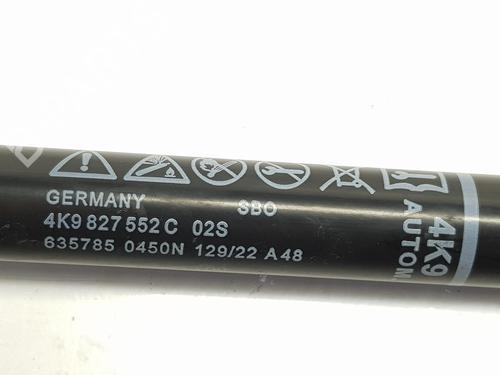 GERMANY SBO
4K9 827 552 C 02S
635785 0450N 129/22 A48
4K9
AUTOM